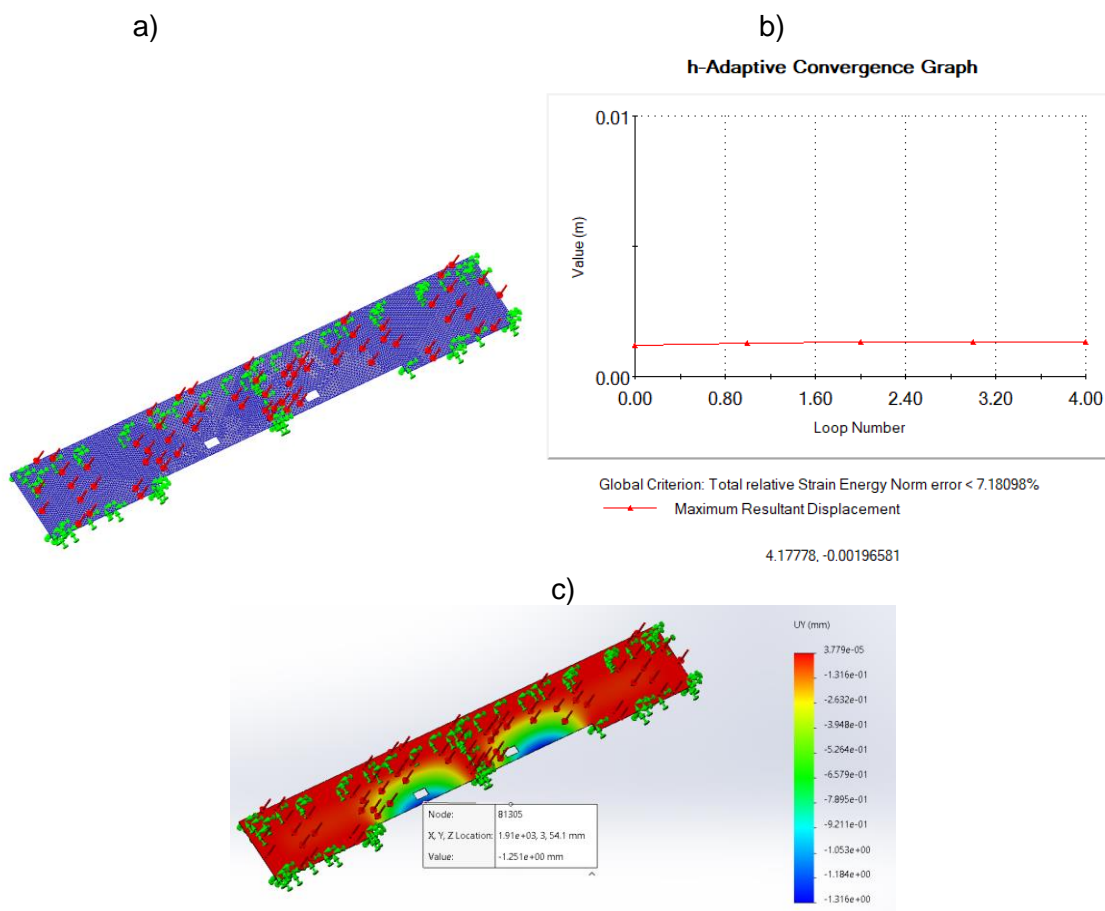 a)
b)
h-Adaptive Convergence Graph
0.01
Value (m)
0.00
0.00 0.80 1.60 2.40 3.20 4.00
Loop Number
Global Criterion: Total relative Strain Energy Norm error < 7.18098%
Maximum Resultant Displacement
4.17778, -0.00196581
c)
UY (mm)
3.779e-05
-1.316e-01
-2.632e-01
-3.948e-01
-5.264e-01
-6.579e-01
-7.895e-01
-9.211e-01
-1.053e+00
-1.184e+00
-1.316e+00
Node: 81305
X, Y, Z Location: 1.91e+03, 3, 54.1 mm
Value: -1.251e+00 mm